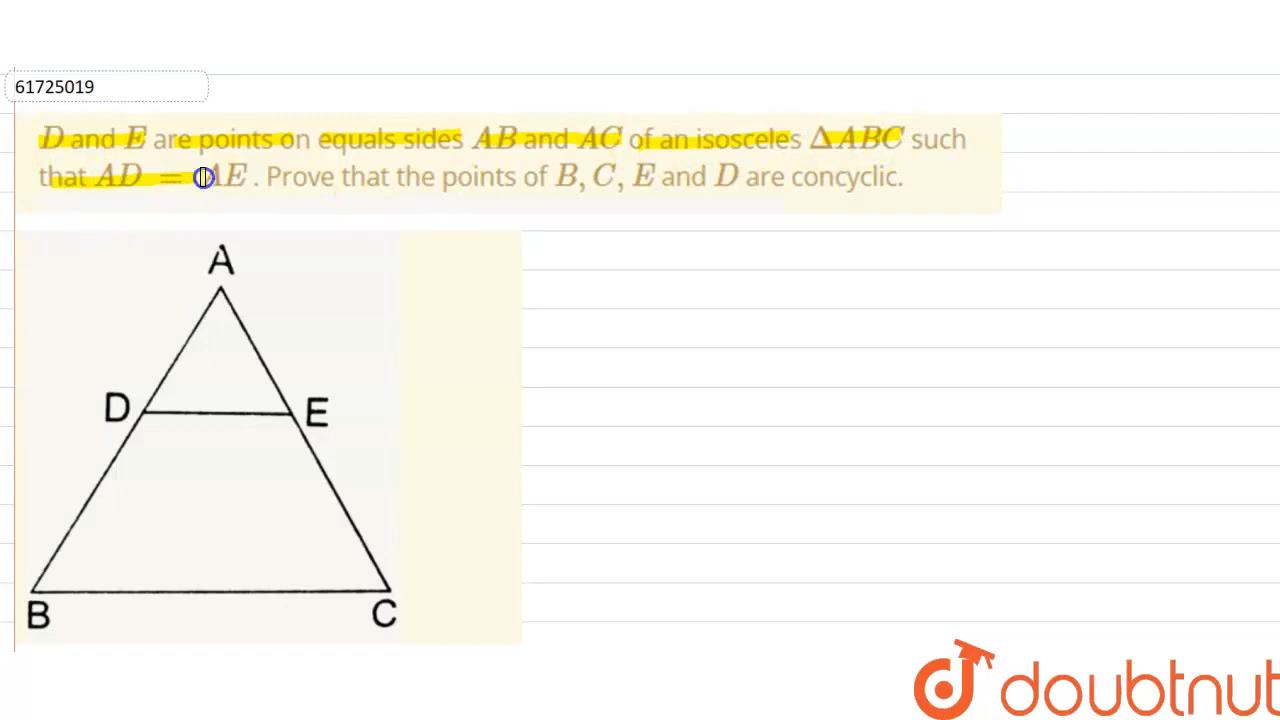 61725019
D and E are points on equals sides AB and AC of an isosceles ΔABC such
that AD = AE . Prove that the points of B, C, E and D are concyclic.
A
D
E
B
C
doubtnut